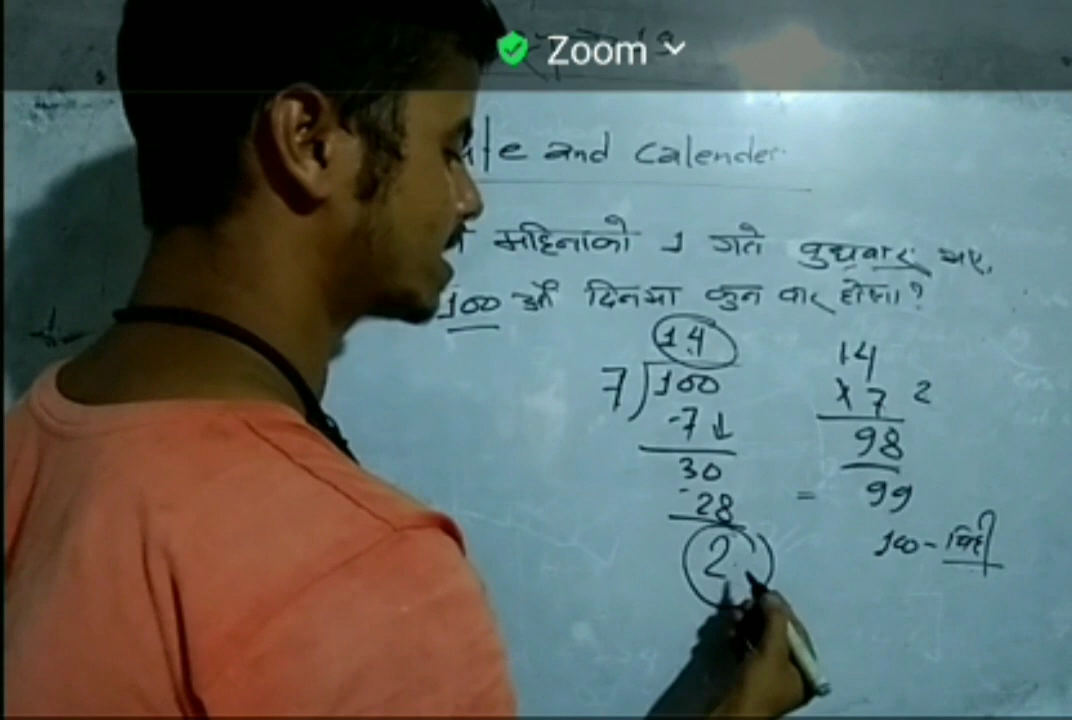 Zoom
and Calender
महिनाको 1 गते बुधवार भए,
100 औं दिनमा कुन वार होला?
14
7)100
-7↓
30
-28
2
14
x 7 2
98
= 99
100 - बिही